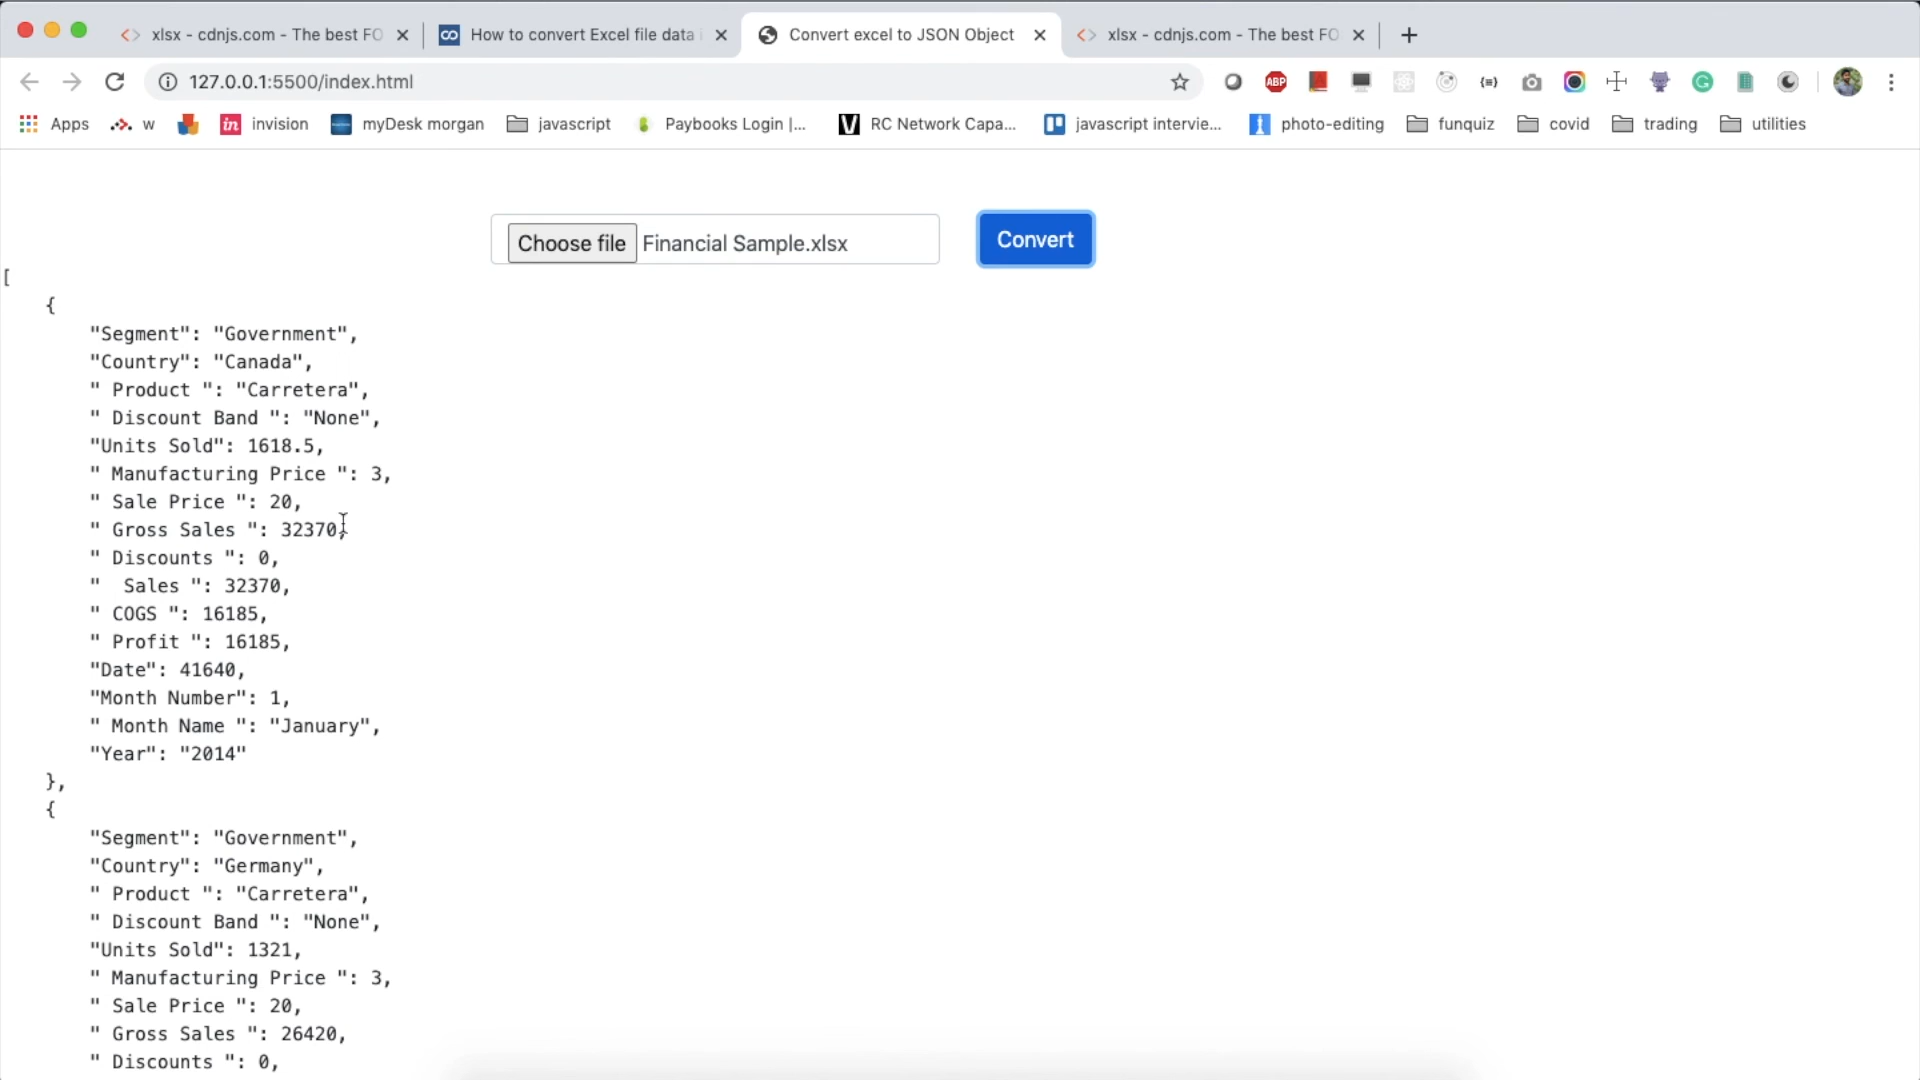 xlsx - cdnjs.com - The best FO
How to convert Excel file data i
Convert excel to JSON Object
xlsx - cdnjs.com - The best FO
127.0.0.1:5500/index.html
ABP
Apps
w
in invision
myDesk morgan
javascript
Paybooks Login |...
RC Network Capa...
javascript intervie...
photo-editing
funquiz
covid
trading
utilities
Choose file Financial Sample.xlsx
Convert
[
{
"Segment": "Government",
"Country": "Canada",
" Product ": "Carretera",
" Discount Band ": "None",
"Units Sold": 1618.5,
" Manufacturing Price ": 3,
" Sale Price ": 20,
" Gross Sales ": 32370,
" Discounts ": 0,
"  Sales ": 32370,
" COGS ": 16185,
" Profit ": 16185,
"Date": 41640,
"Month Number": 1,
" Month Name ": "January",
"Year": "2014"
},
{
"Segment": "Government",
"Country": "Germany",
" Product ": "Carretera",
" Discount Band ": "None",
"Units Sold": 1321,
" Manufacturing Price ": 3,
" Sale Price ": 20,
" Gross Sales ": 26420,
" Discounts ": 0,